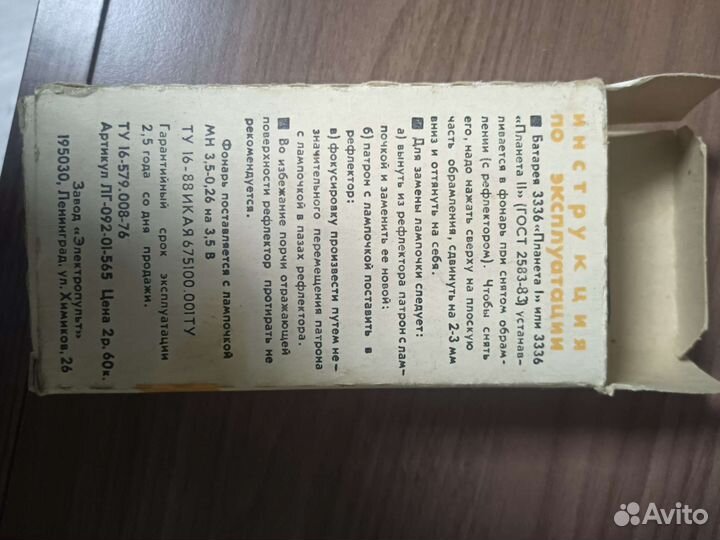 инструкция
по эксплуатации
Батарея 3336 «Планета I» или 3336
«Планета II» (ГОСТ 2583-83) устанав-
ливается в фонарь при снятом обрам-
лении (с рефлектором). Чтобы снять
его, надо нажать сверху на плоскую
часть обрамления, сдвинуть на 2-3 мм
вниз и оттянуть на себя.
Для замены лампочки следует:
а) вынуть из рефлектора патрон с лам-
почкой и заменить ее новой;
б) патрон с лампочкой поставить в
рефлектор;
в) фокусировку произвести путем не-
значительного перемещения патрона
с лампочкой в пазах рефлектора.
Во избежание порчи отражающей
поверхности рефлектор протирать не
рекомендуется.
Фонарь поставляется с лампочкой
МН 3,5-0,26 на 3,5 В
ТУ 16-88 ИКАЯ 675100.001ТУ
Гарантийный срок эксплуатации
2,5 года со дня продажи.
ТУ 16-579.008-76
Артикул ЛГ-092-01-565 Цена 2р. 60к.
Завод «Электропульт»
195030, Ленинград, ул. Химиков, 26
Avito